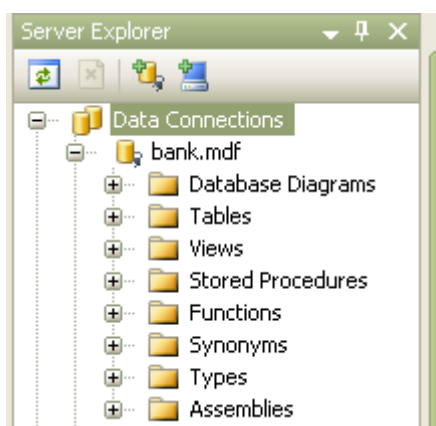 Server Explorer
Data Connections
bank.mdf
Database Diagrams
Tables
Views
Stored Procedures
Functions
Synonyms
Types
Assemblies